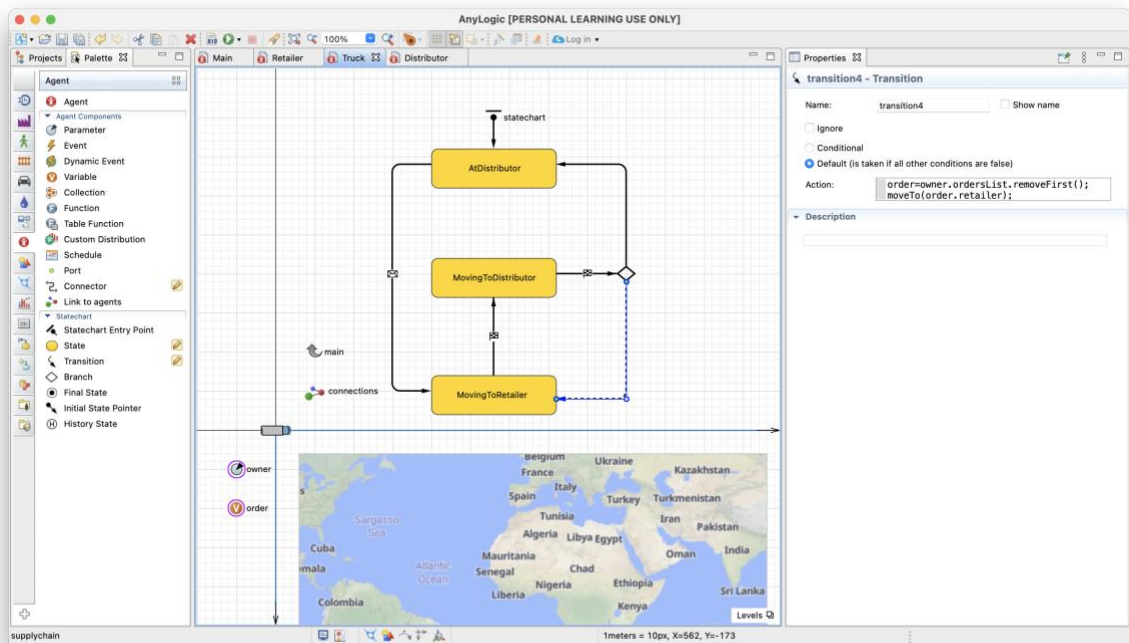 AnyLogic [PERSONAL LEARNING USE ONLY]
100%
Log in
Projects
Palette
Main
Retailer
Truck
Distributor
Properties
Agent
Agent
Agent Components
Parameter
Event
Dynamic Event
Variable
Collection
Function
Table Function
Custom Distribution
Schedule
Port
Connector
Link to agents
Statechart
Statechart Entry Point
State
Transition
Branch
Final State
Initial State Pointer
History State
statechart
AtDistributor
MovingToDistributor
MovingToRetailer
main
connections
owner
order
Belgium
Ukraine
France
Kazakhstan
Italy
Spain
Turkey
Turkmenistan
Sargasso
Sea
Tunisia
Iran
Pakistan
Algeria
Libya
Egypt
Cuba
Mauritania
Oman
India
emala
Atlantic
Ocean
Senegal
Chad
Nigeria
Ethiopia
Liberia
Sri Lanka
Colombia
Kenya
Levels
transition4 - Transition
Name:
transition4
Show name
Ignore
Conditional
Default (is taken if all other conditions are false)
Action:
order=owner.ordersList.removeFirst();
moveTo(order.retailer);
Description
supplychain
1meters = 10px, X=562, Y=-173